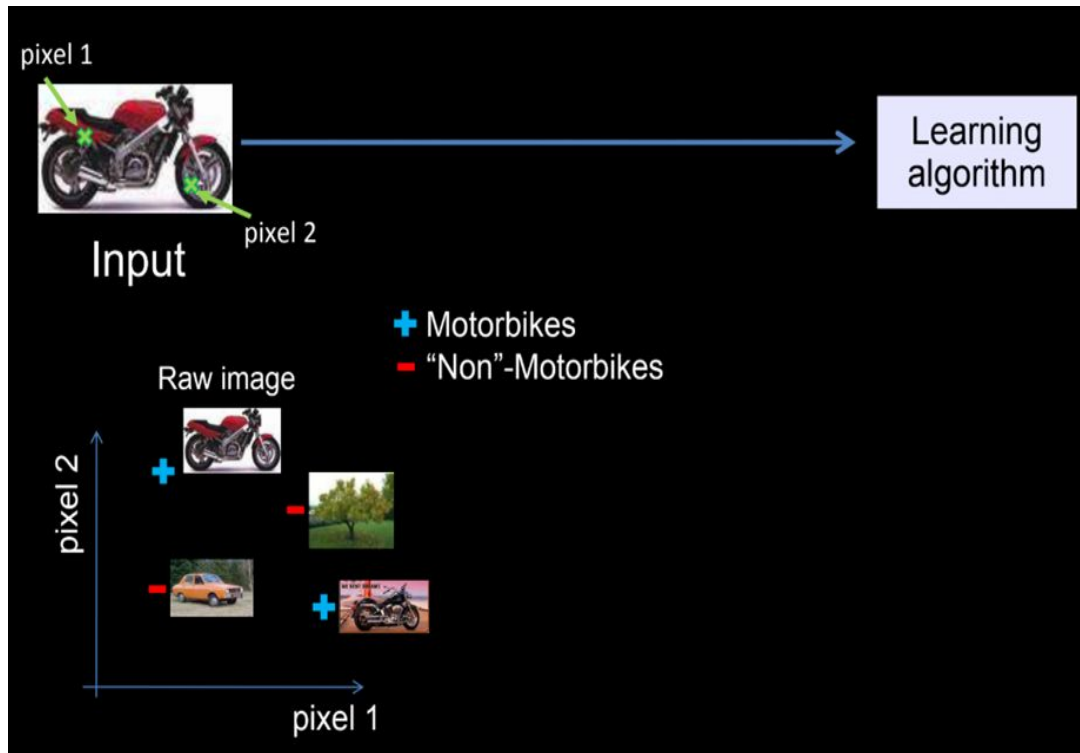 pixel 1
Learning
algorithm
pixel 2
Input
Motorbikes
“Non”-Motorbikes
Raw image
pixel 2
pixel 1